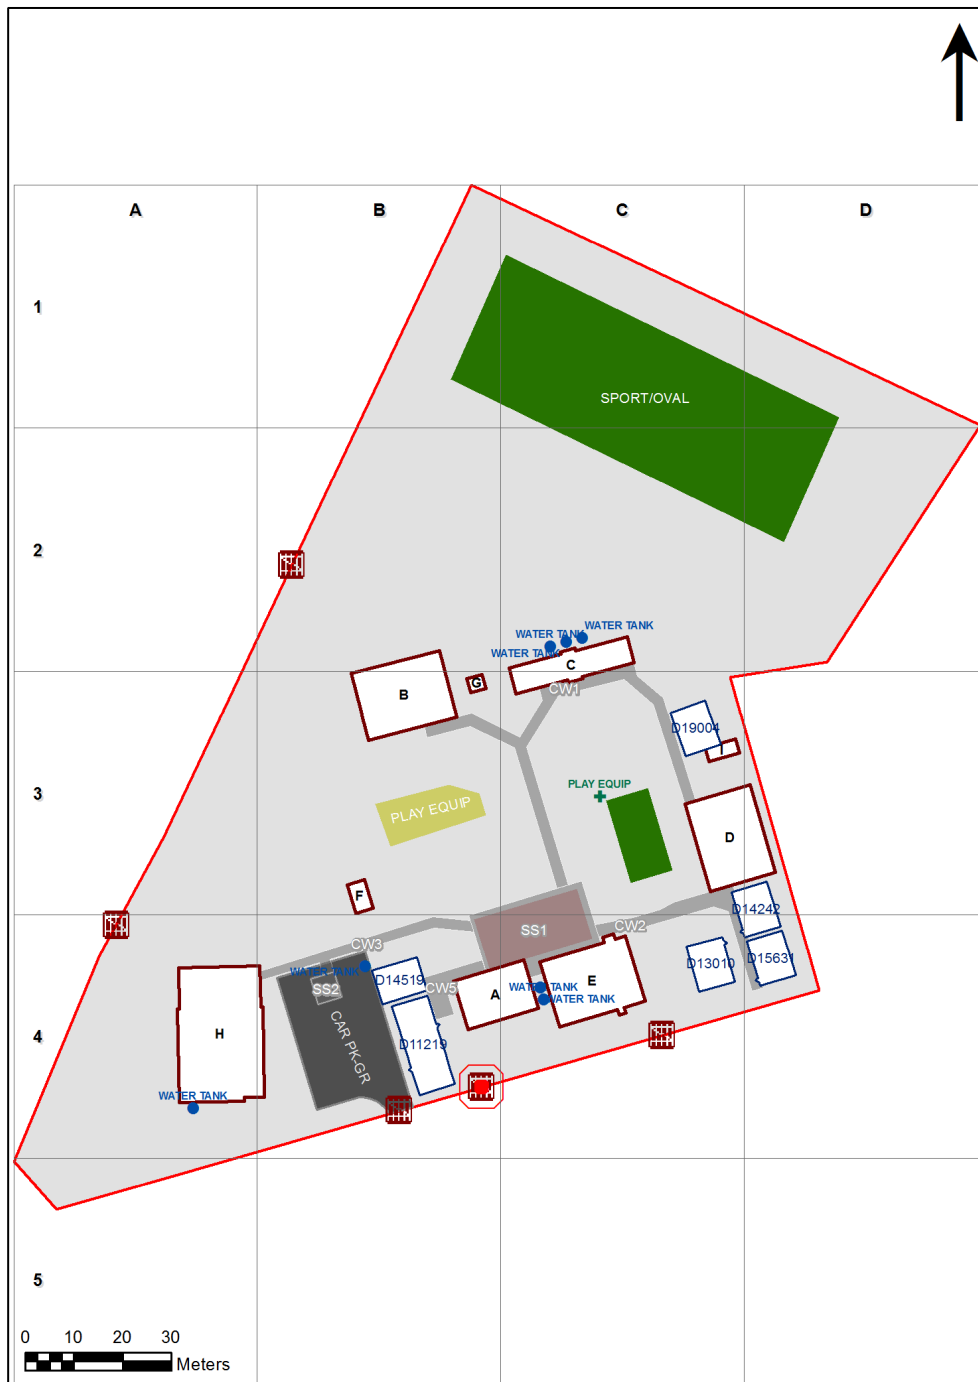 A
B
C
D
1
SPORT/OVAL
2
WATER TANK
WATER TANK
WATER TANK
C
G
B
CW1
D19004
I
3
PLAY EQUIP
PLAY EQUIP
D
F
D14242
SS1
CW2
CW3
D15631
WATER TANK
D13010
D14519
SS2
CW5
A
E
WATER TANK
WATER TANK
CAR PK-GR
H
4
D11219
WATER TANK
5
0 10 20 30
Meters